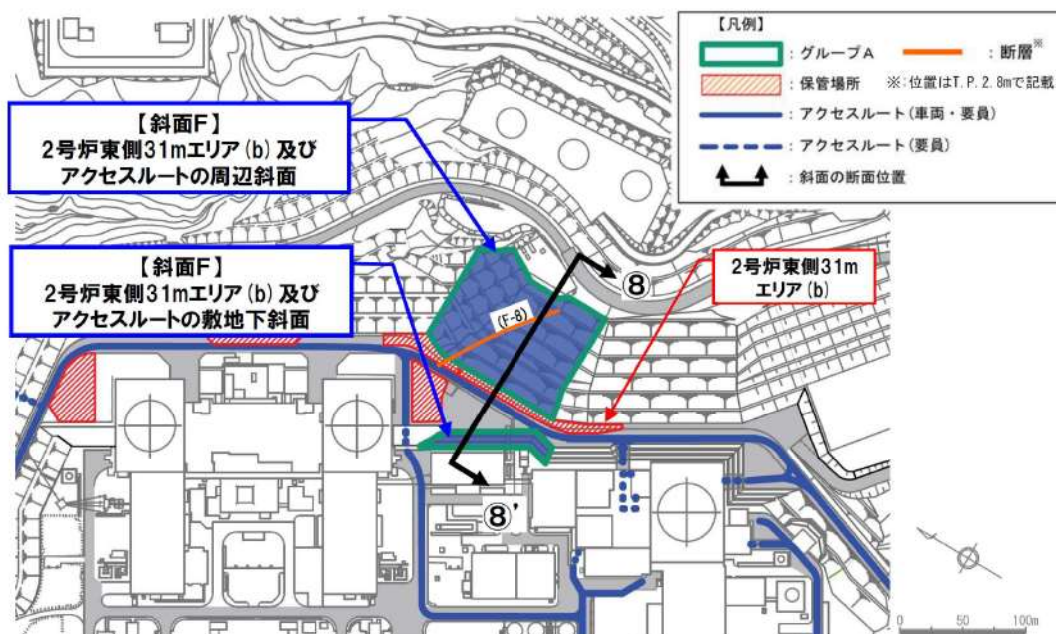 【斜面F】
2号炉東側31mエリア(b)及び
アクセスルートの周辺斜面
【斜面F】
2号炉東側31mエリア(b)及び
アクセスルートの敷地下斜面
【凡例】
: グループA
: 断層※
: 保管場所
※:位置はT.P.2.8mで記載
: アクセスルート(車両・要員)
: アクセスルート(要員)
: 斜面の断面位置
2号炉東側31m
エリア(b)
(F-8)
⑧
⑧'
0 50 100m